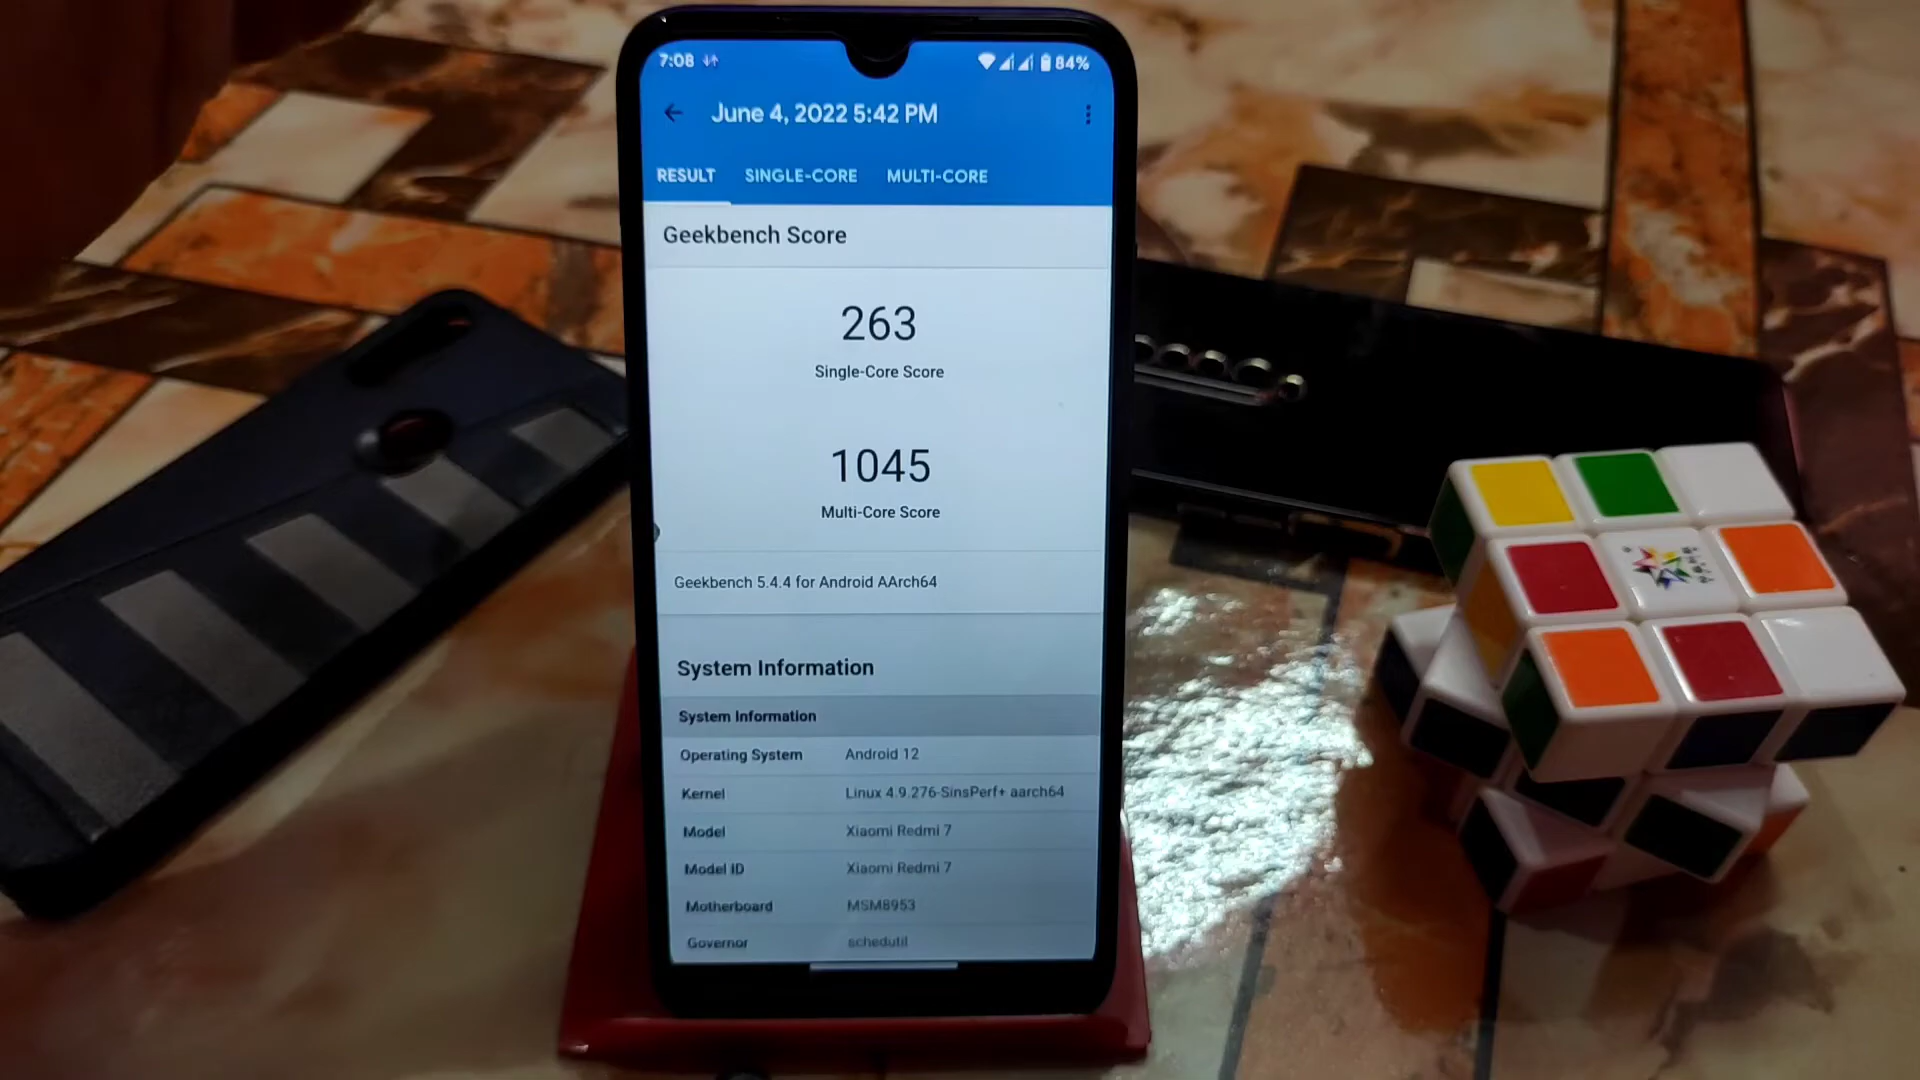 7:08 84%
June 4, 2022 5:42 PM
RESULT SINGLE-CORE MULTI-CORE
Geekbench Score
263
Single-Core Score
1045
Multi-Core Score
Geekbench 5.4.4 for Android AArch64
System Information
System Information
Operating System Android 12
Kernel Linux 4.9.276-SinsPerf+ aarch64
Model Xiaomi Redmi 7
Model ID Xiaomi Redmi 7
Motherboard MSM8953
Governor schedutil